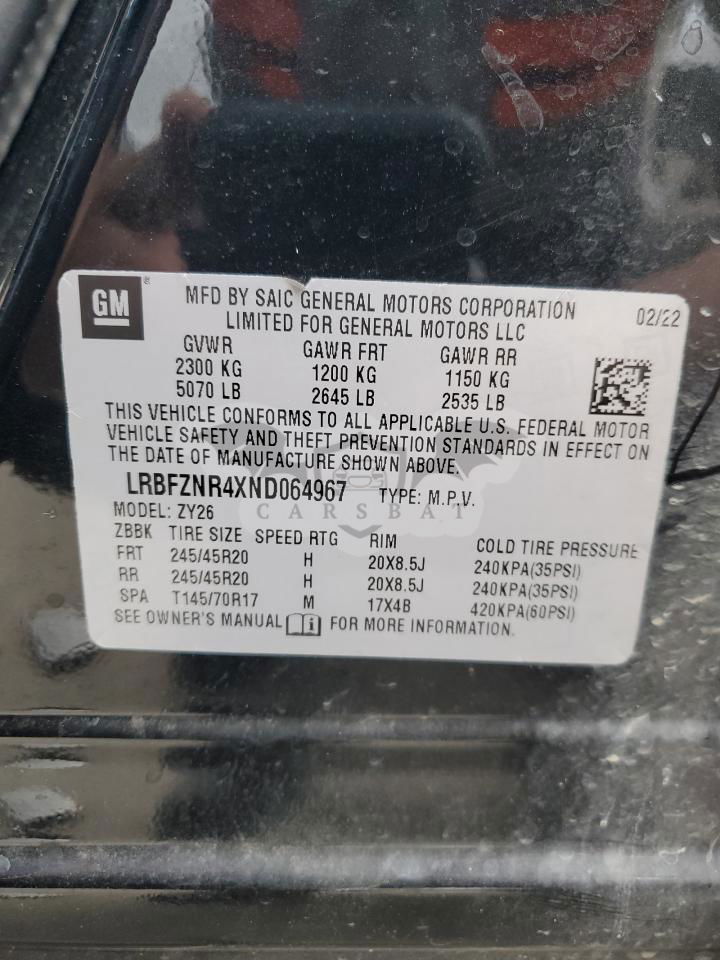 GM ®
MFD BY SAIC GENERAL MOTORS CORPORATION 02/22
LIMITED FOR GENERAL MOTORS LLC
GVWR GAWR FRT GAWR RR
2300 KG 1200 KG 1150 KG
5070 LB 2645 LB 2535 LB
THIS VEHICLE CONFORMS TO ALL APPLICABLE U.S. FEDERAL MOTOR
VEHICLE SAFETY AND THEFT PREVENTION STANDARDS IN EFFECT ON
THE DATE OF MANUFACTURE SHOWN ABOVE.
LRBFZNR4XND064967 TYPE: M.P.V.
CARSBAT
MODEL: ZY26
ZBBK TIRE SIZE SPEED RTG RIM COLD TIRE PRESSURE
FRT 245/45R20 H 20X8.5J 240KPA(35PSI)
RR 245/45R20 H 20X8.5J 240KPA(35PSI)
SPA T145/70R17 M 17X4B 420KPA(60PSI)
SEE OWNER'S MANUAL i FOR MORE INFORMATION.